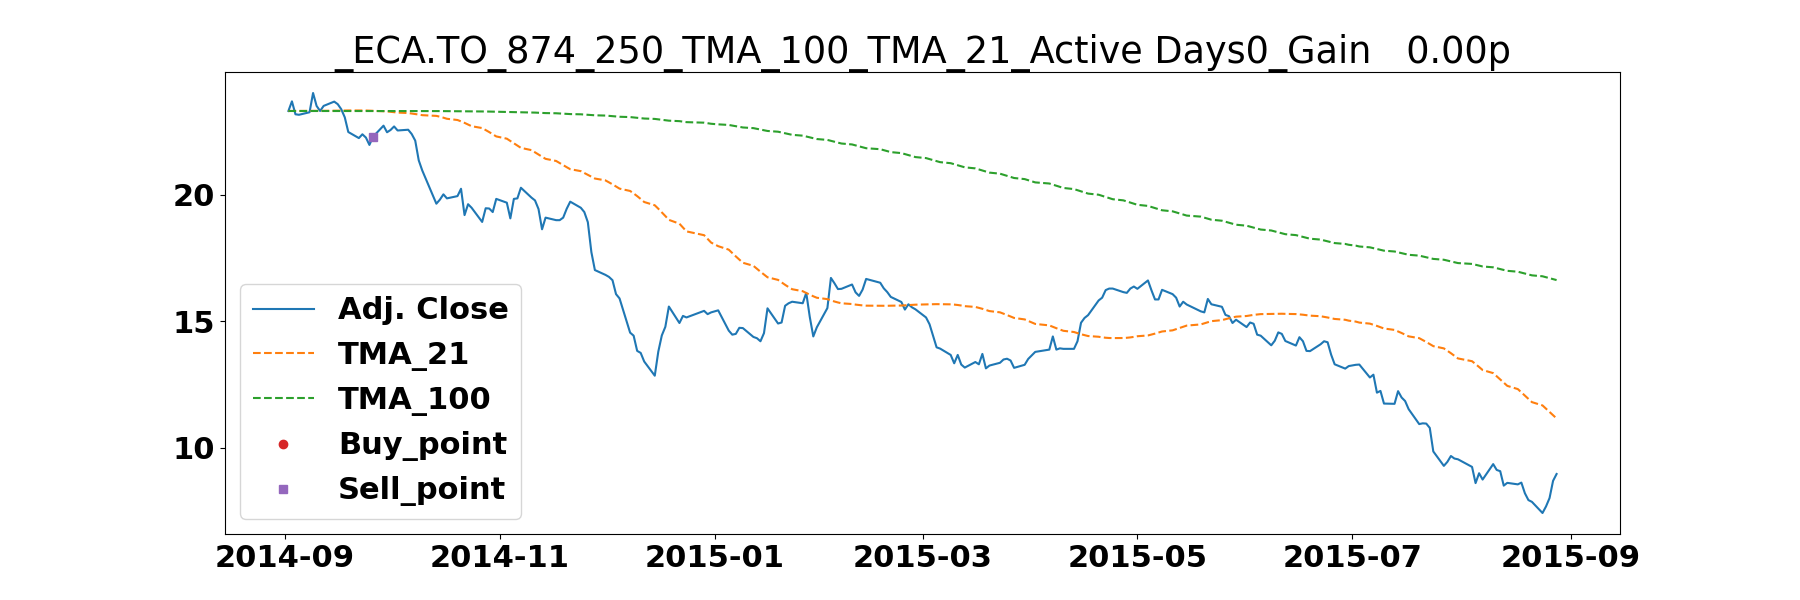 _ECA.TO_874_250_TMA_100_TMA_21_Active Days0_Gain   0.00p
20
15
10
Adj. Close
TMA_21
TMA_100
Buy_point
Sell_point
2014-09 2014-11 2015-01 2015-03 2015-05 2015-07 2015-09